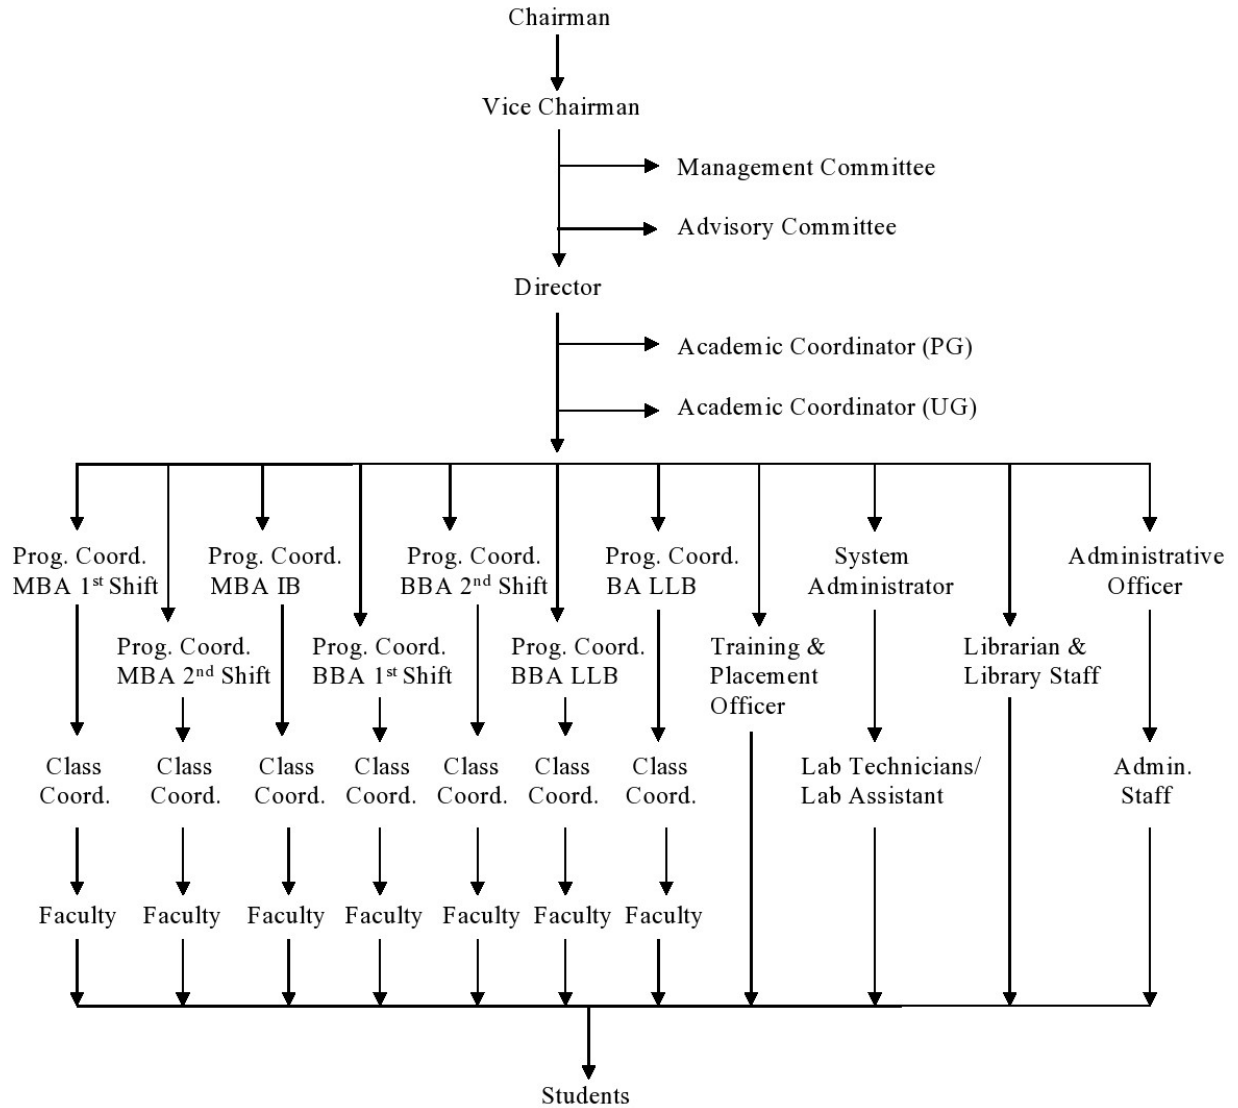 Chairman
Vice Chairman
Management Committee
Advisory Committee
Director
Academic Coordinator (PG)
Academic Coordinator (UG)
Prog. Coord.
MBA 1st Shift
Prog. Coord.
MBA IB
Prog. Coord.
BBA 2nd Shift
Prog. Coord.
BA LLB
System
Administrator
Administrative
Officer
Prog. Coord.
MBA 2nd Shift
Prog. Coord.
BBA 1st Shift
Prog. Coord.
BBA LLB
Training &
Placement
Officer
Librarian &
Library Staff
Class
Coord.
Class
Coord.
Class
Coord.
Class
Coord.
Class
Coord.
Class
Coord.
Class
Coord.
Lab Technicians/
Lab Assistant
Admin.
Staff
Faculty
Faculty
Faculty
Faculty
Faculty
Faculty
Faculty
Students